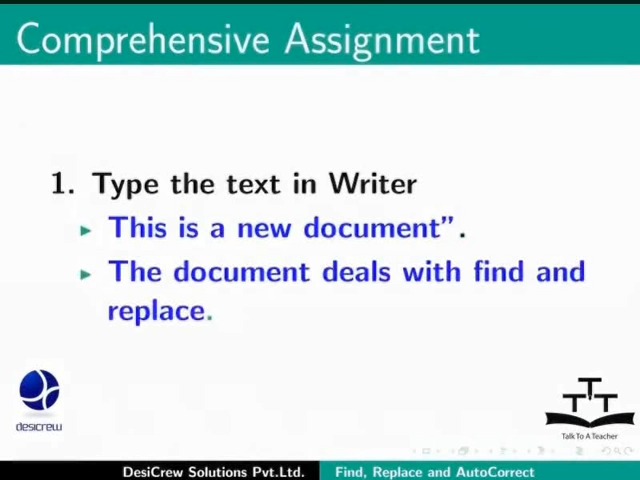 Comprehensive Assignment
1. Type the text in Writer
This is a new document".
The document deals with find and
replace.
desicrew
TTT
Talk To A Teacher
DesiCrew Solutions Pvt.Ltd. Find, Replace and AutoCorrect